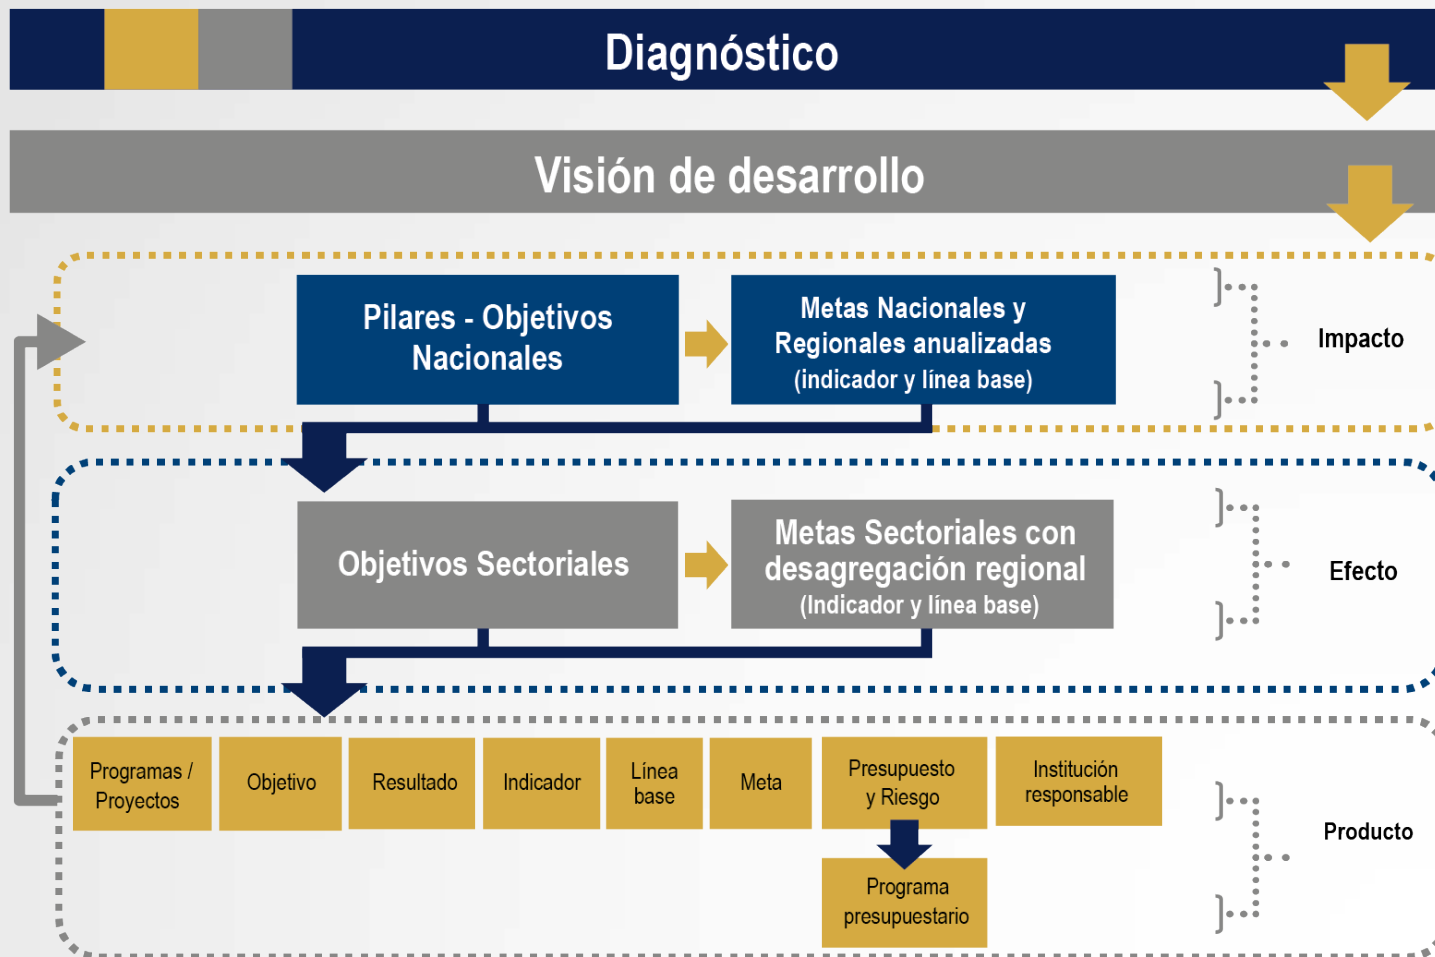 Diagnóstico
Visión de desarrollo
Pilares - Objetivos
Nacionales
Metas Nacionales y
Regionales anualizadas
(indicador y línea base)
Impacto
Objetivos Sectoriales
Metas Sectoriales con
desagregación regional
(Indicador y línea base)
Efecto
Programas /
Proyectos
Objetivo
Resultado
Indicador
Línea
base
Meta
Presupuesto
y Riesgo
Institución
responsable
Producto
Programa
presupuestario